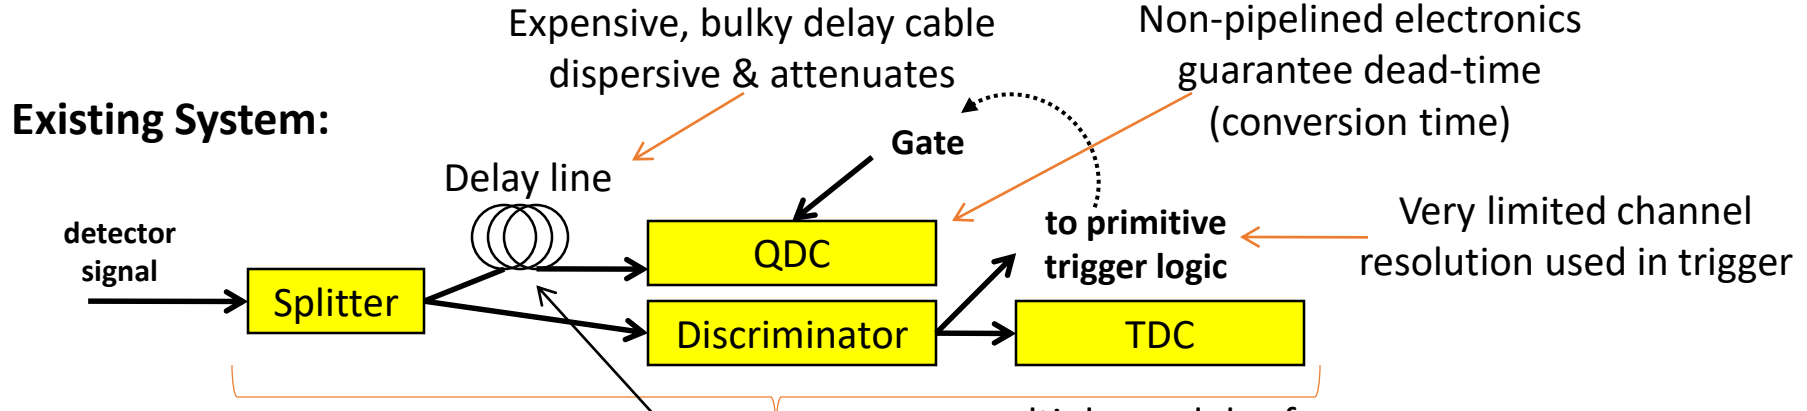 Expensive, bulky delay cable
dispersive & attenuates
Non-pipelined electronics
guarantee dead-time
(conversion time)
Existing System:
Gate
Delay line
detector
signal
Splitter
QDC
Discriminator
to primitive
trigger logic
TDC
Very limited channel
resolution used in trigger